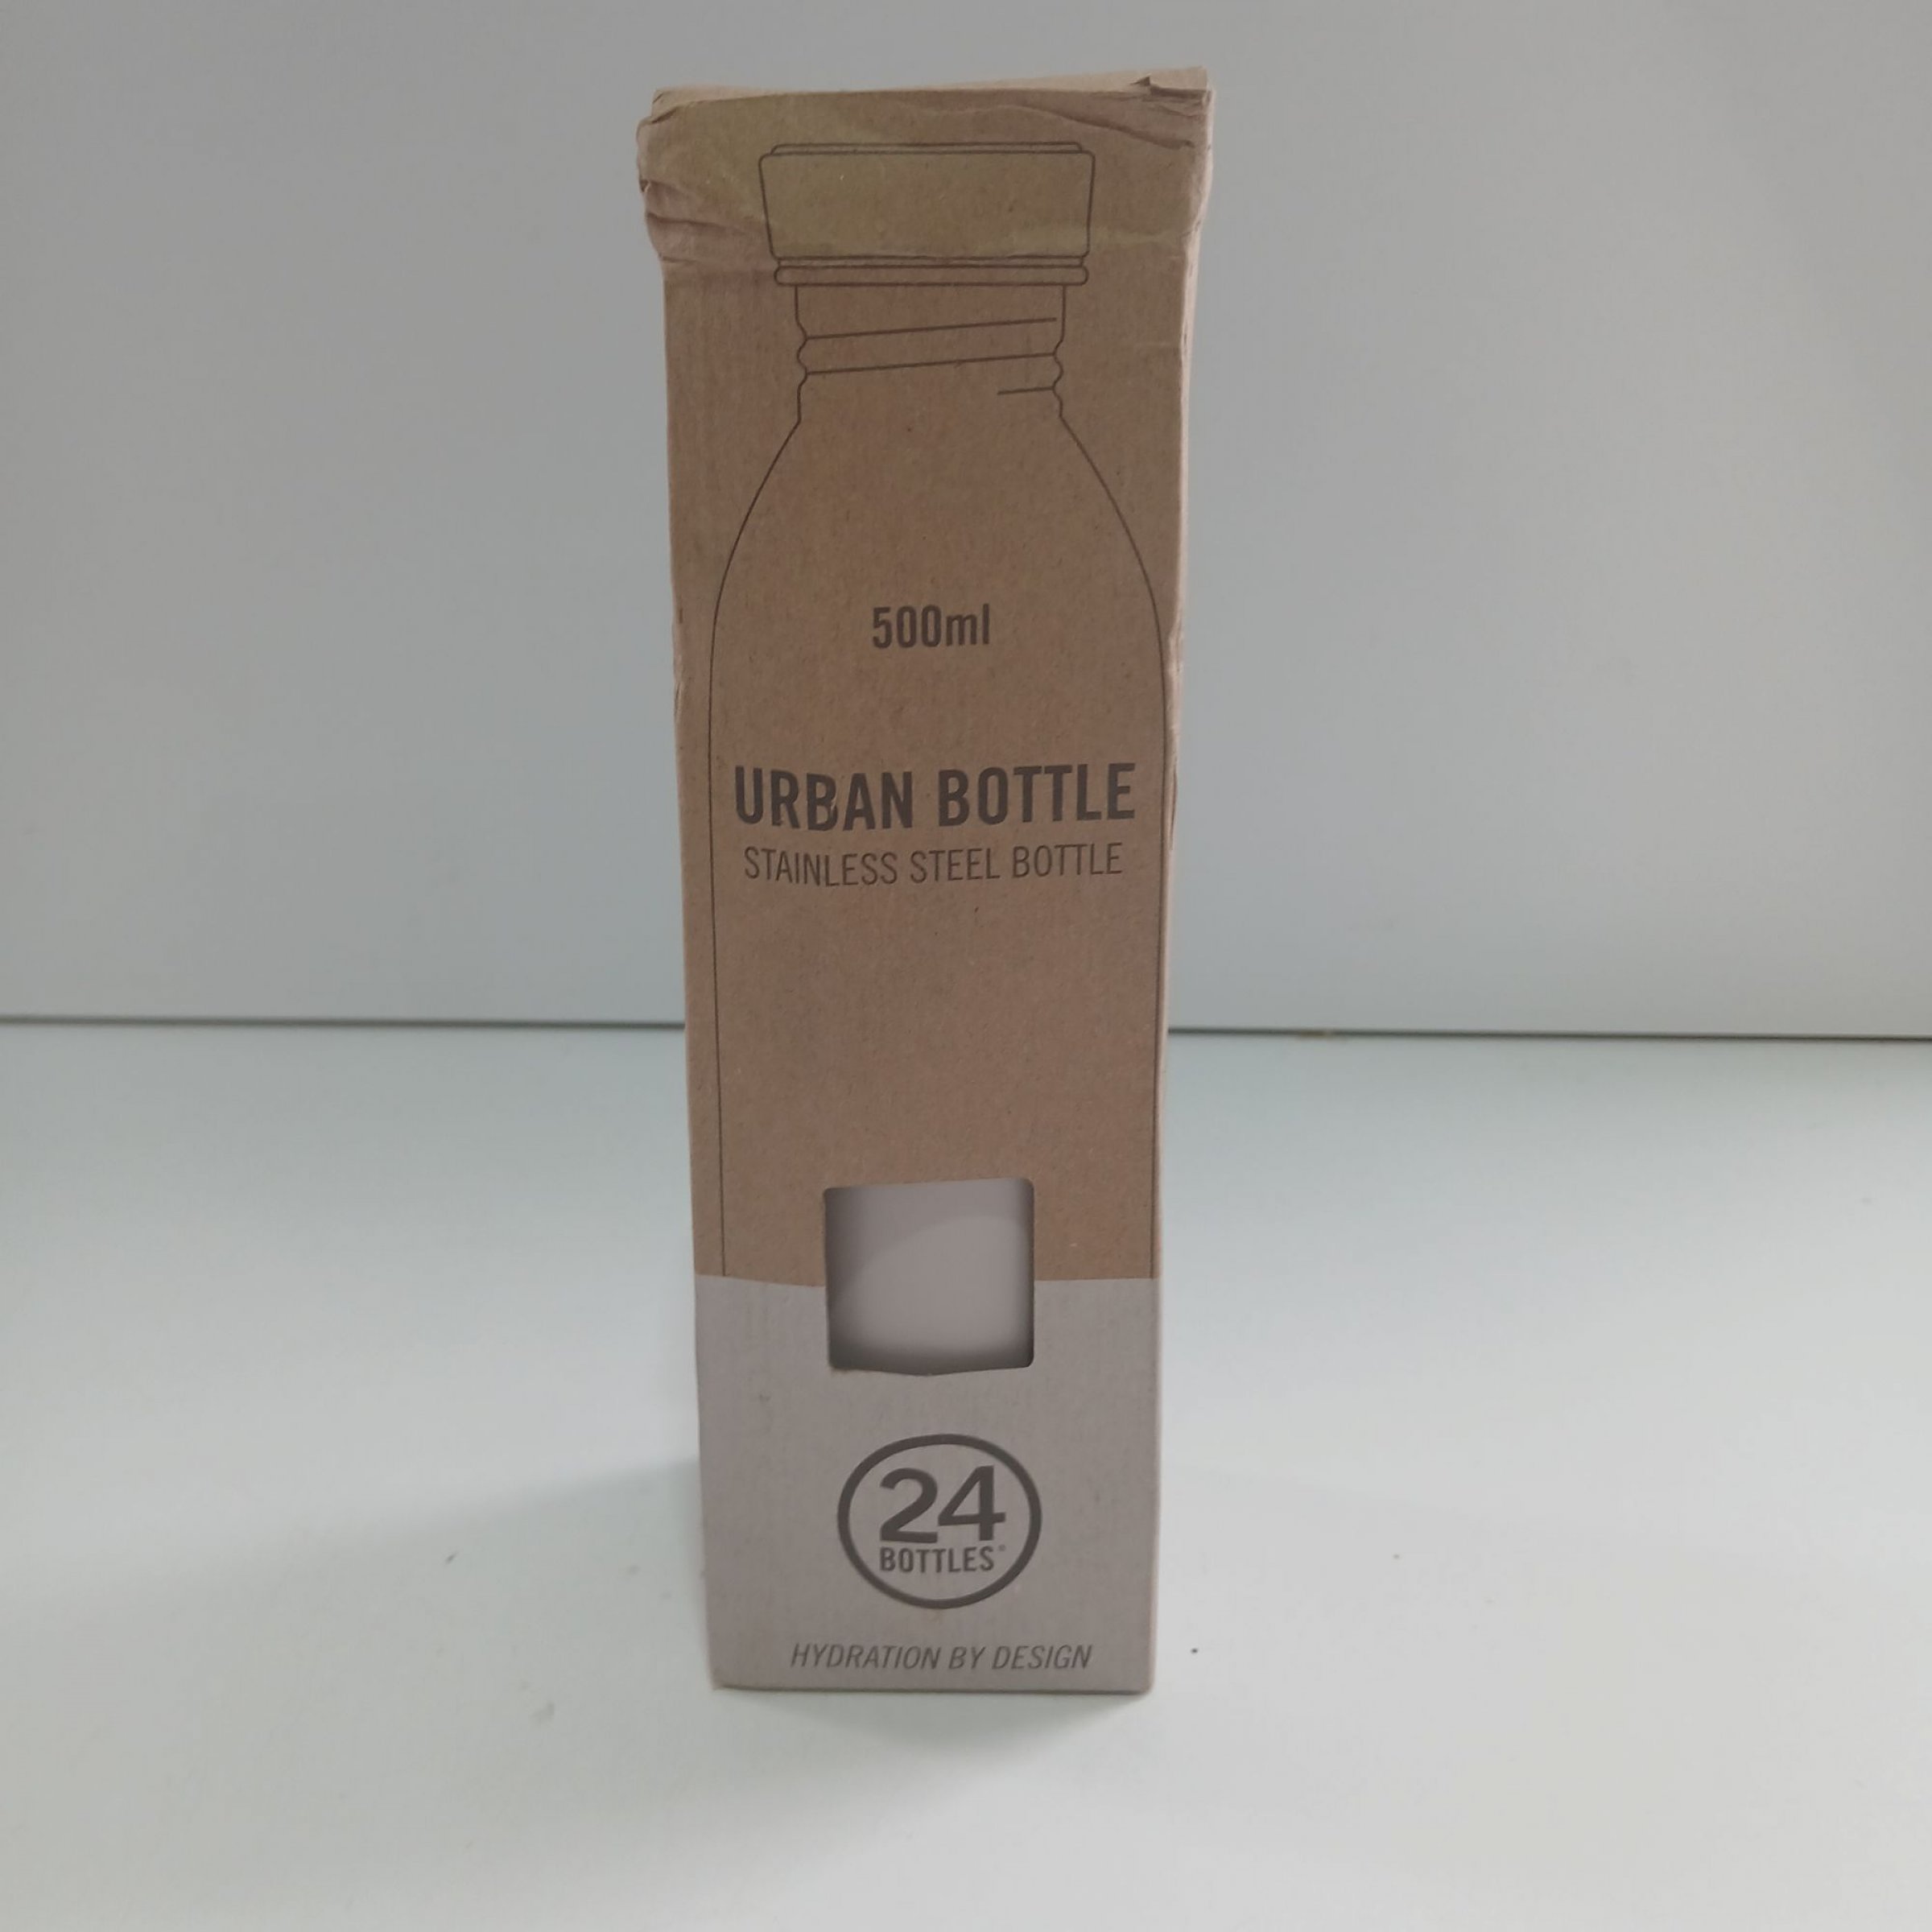 500ml
URBAN BOTTLE
STAINLESS STEEL BOTTLE
24
BOTTLES®
HYDRATION BY DESIGN